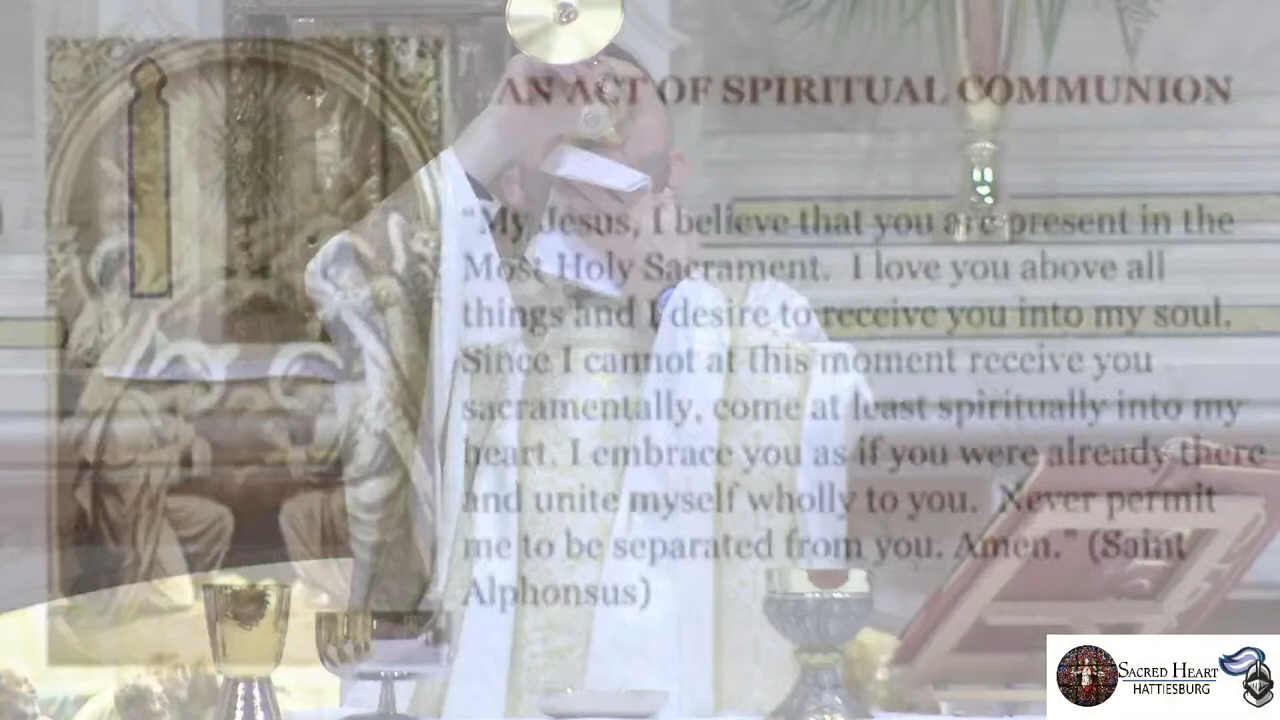 AN ACT OF SPIRITUAL COMMUNION
“My Jesus, I believe that you are present in the
Most Holy Sacrament. I love you above all
things and I desire to receive you into my soul.
Since I cannot at this moment receive you
sacramentally, come at least spiritually into my
heart. I embrace you as if you were already there
and unite myself wholly to you. Never permit
me to be separated from you. Amen.” (Saint
Alphonsus)
SACRED HEART
HATTIESBURG